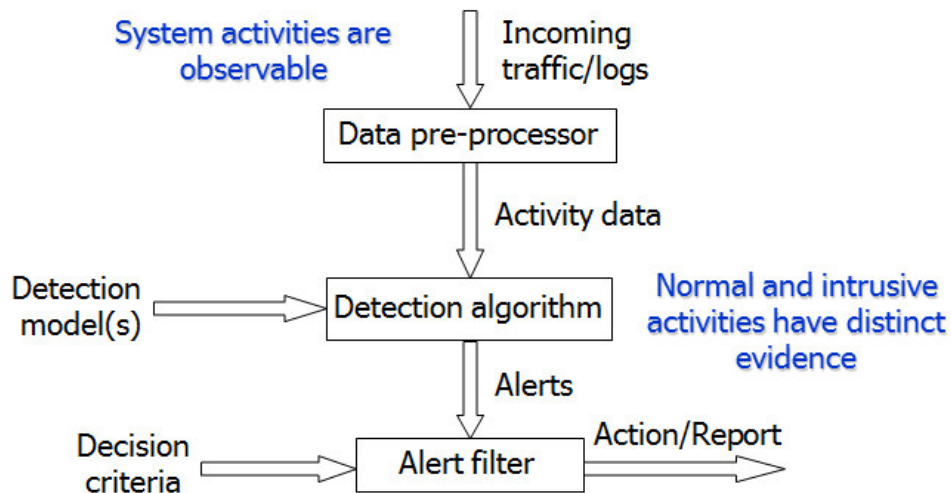 System activities are
observable
Incoming
traffic/logs
Data pre-processor
Activity data
Detection
model(s)
Detection algorithm
Normal and intrusive
activities have distinct
evidence
Alerts
Decision
criteria
Alert filter
Action/Report